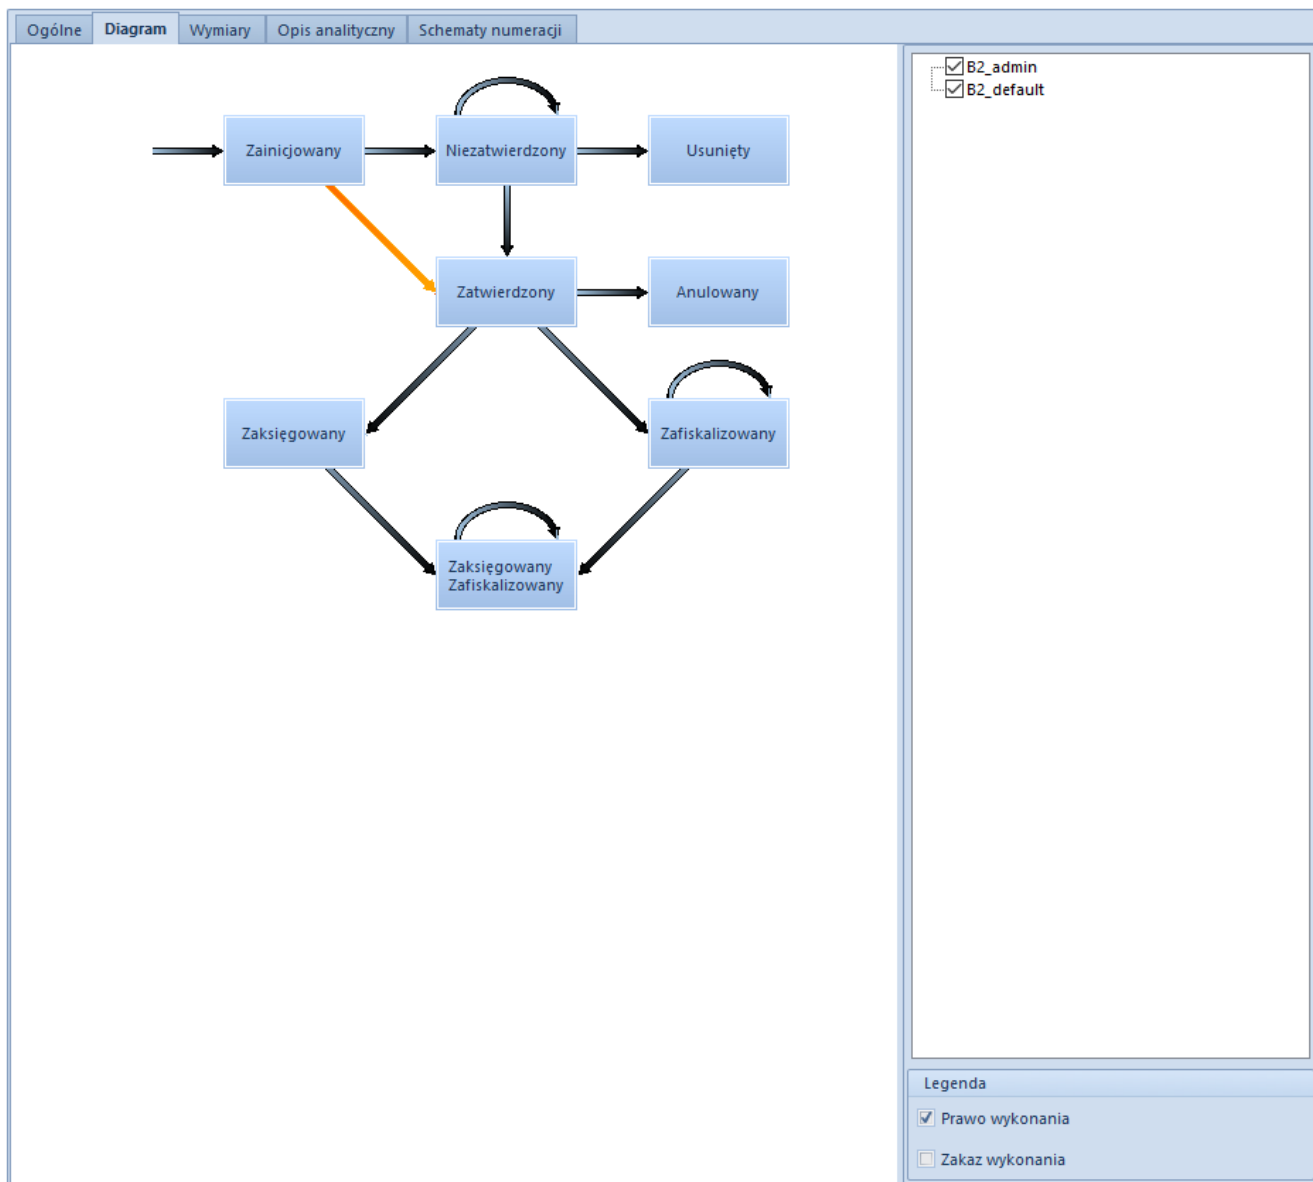 Ogólne
Diagram
Wymiary
Opis analityczny
Schematy numeracji
B2_admin
B2_default
Zainicjowany
Niezatwierdzony
Usunięty
Zatwierdzony
Anulowany
Zaksięgowany
Zafiskalizowany
Zaksięgowany
Zafiskalizowany
Legenda
Prawo wykonania
Zakaz wykonania